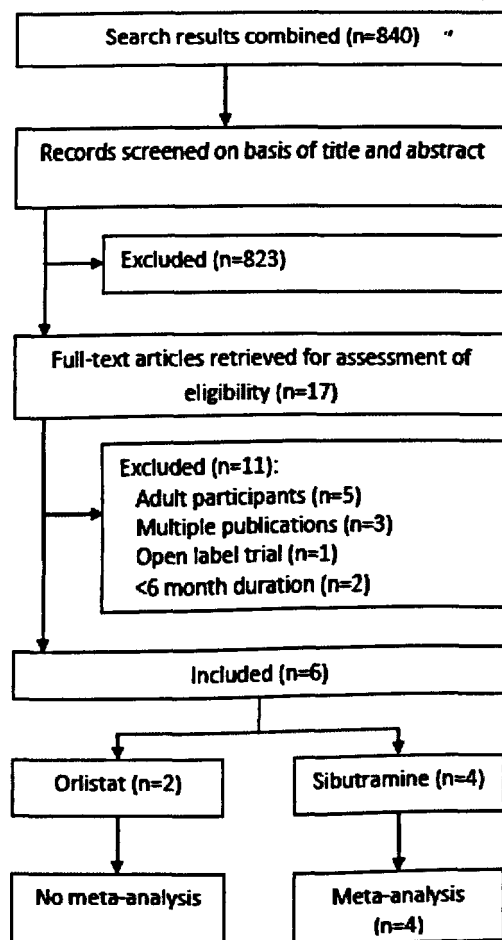 Search results combined (n=840)
Records screened on basis of title and abstract
Excluded (n=823)
Full-text articles retrieved for assessment of
eligibility (n=17)
Excluded (n=11):
Adult participants (n=5)
Multiple publications (n=3)
Open label trial (n=1)
<6 month duration (n=2)
Included (n=6)
Orlistat (n=2)
Sibutramine (n=4)
No meta-analysis
Meta-analysis
(n=4)